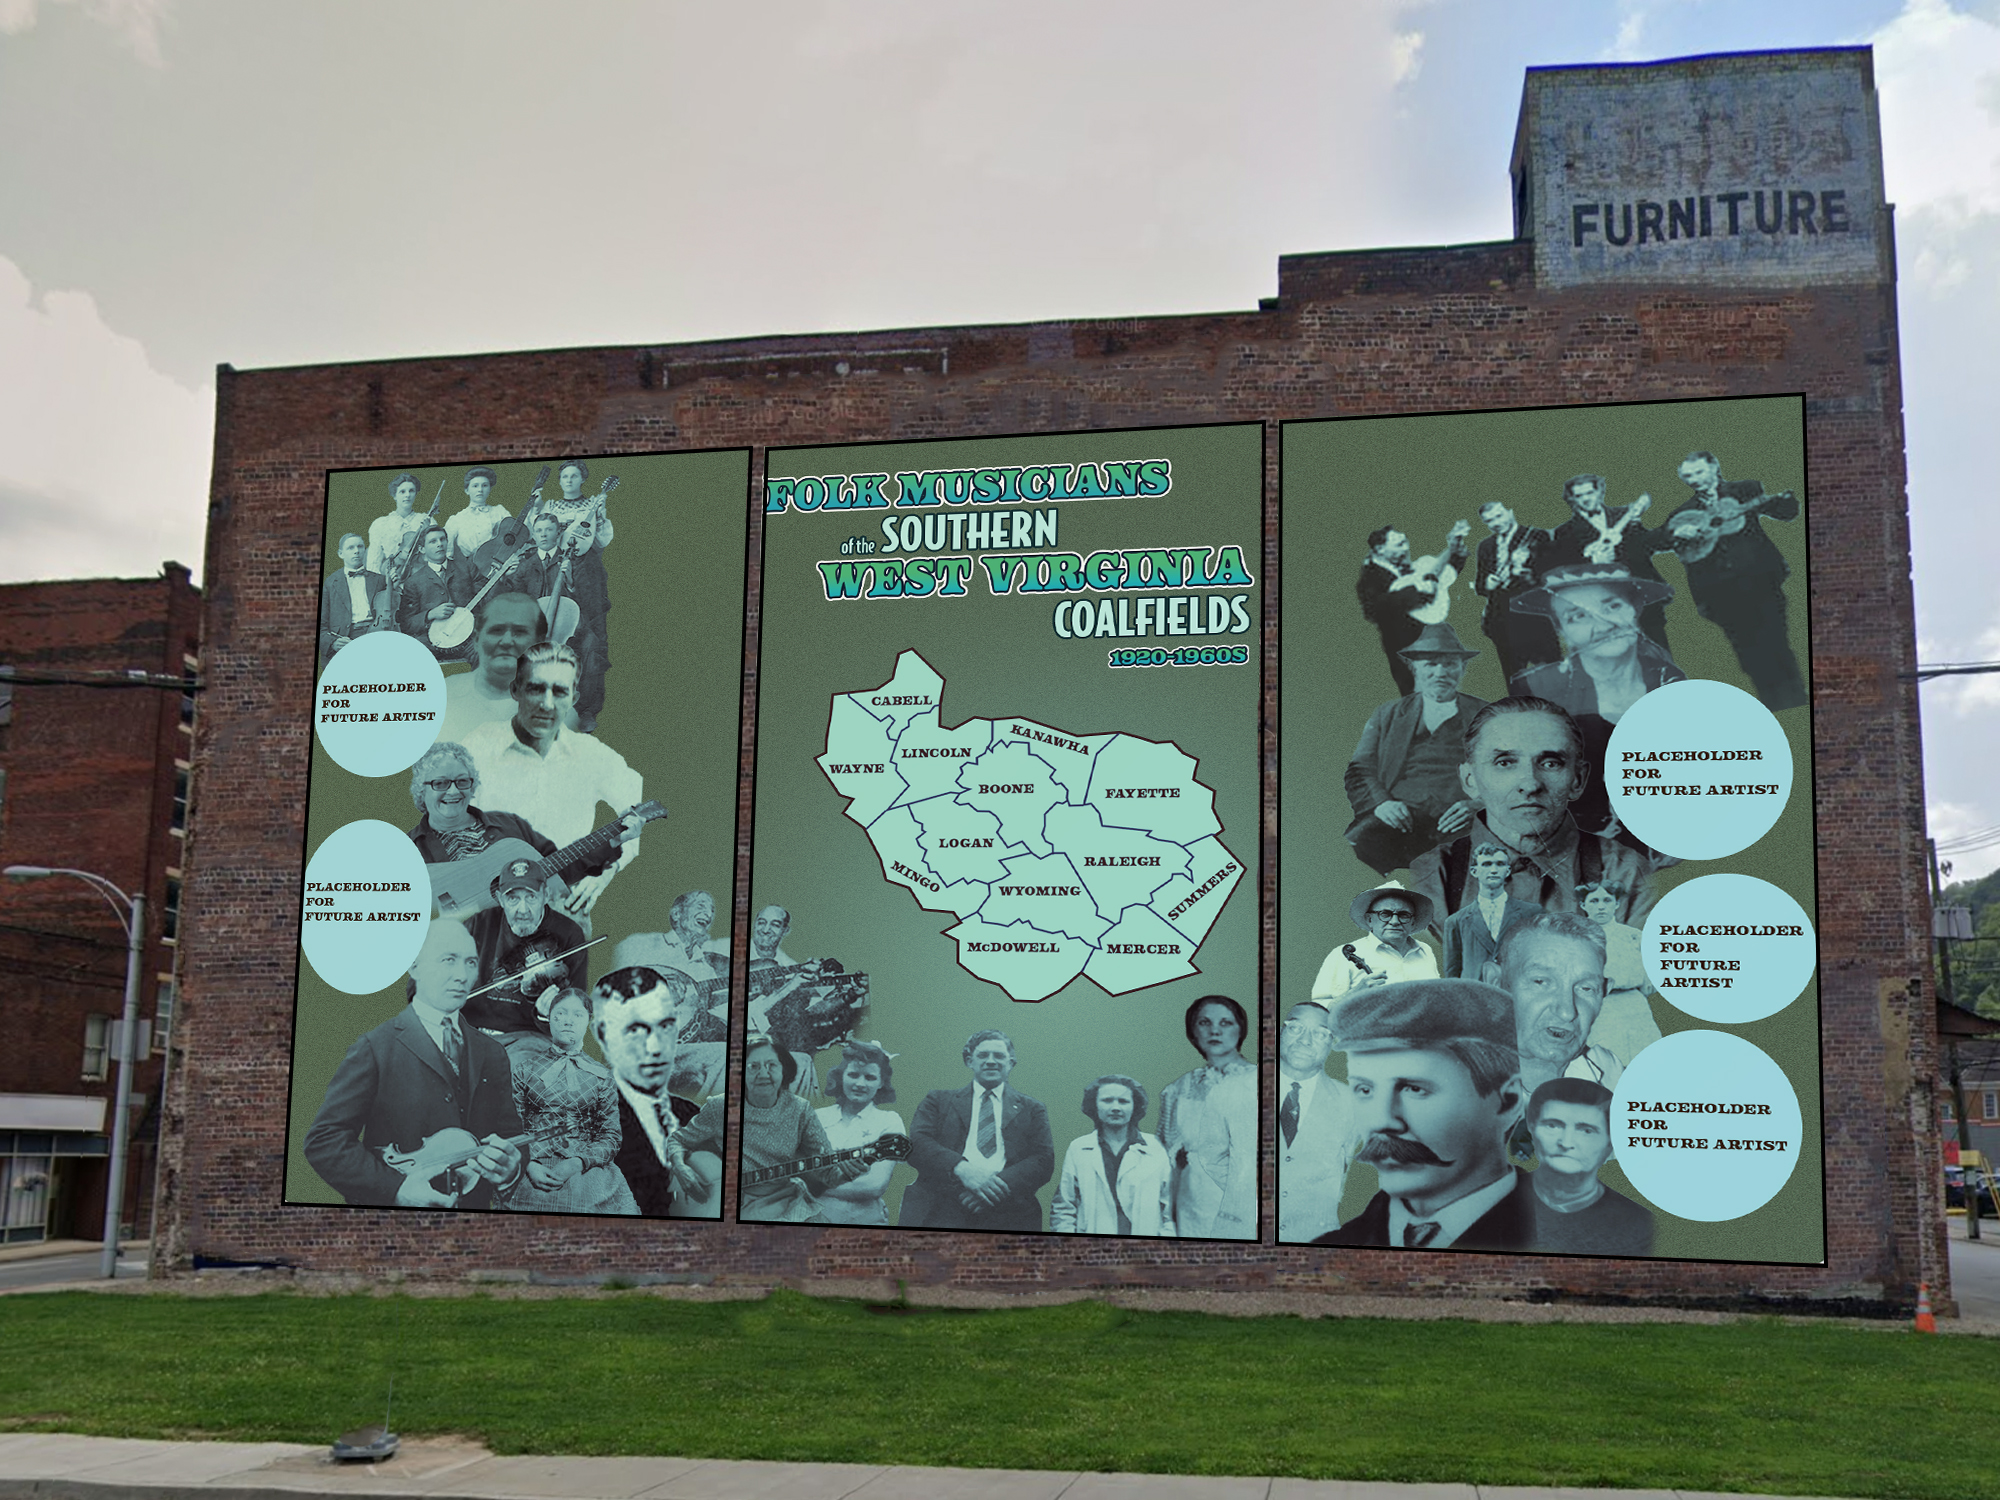 FURNITURE
© 2023 Google
FOLK MUSICIANS
of the SOUTHERN
WEST VIRGINIA
COALFIELDS
1920-1960S
CABELL
LINCOLN
KANAWHA
WAYNE
BOONE
FAYETTE
LOGAN
RALEIGH
MINGO
WYOMING
SUMMERS
McDOWELL
MERCER
PLACEHOLDER
FOR
FUTURE ARTIST
PLACEHOLDER
FOR
FUTURE ARTIST
PLACEHOLDER
FOR
FUTURE ARTIST
PLACEHOLDER
FOR
FUTURE
ARTIST
PLACEHOLDER
FOR
FUTURE ARTIST